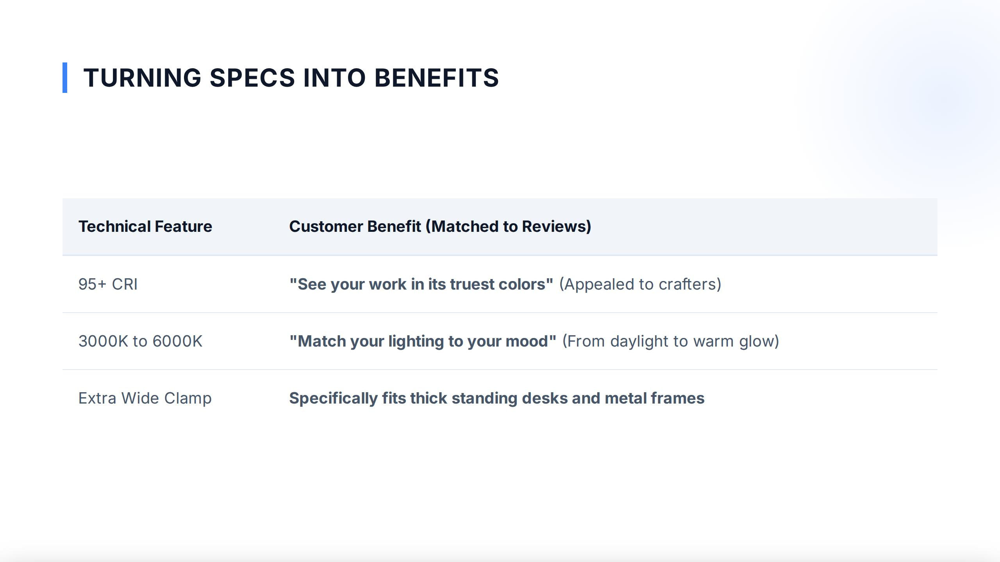 TURNING SPECS INTO BENEFITS
Technical Feature Customer Benefit (Matched to Reviews)
95+ CRI "See your work in its truest colors" (Appealed to crafters)
3000K to 6000K "Match your lighting to your mood" (From daylight to warm glow)
Extra Wide Clamp Specifically fits thick standing desks and metal frames